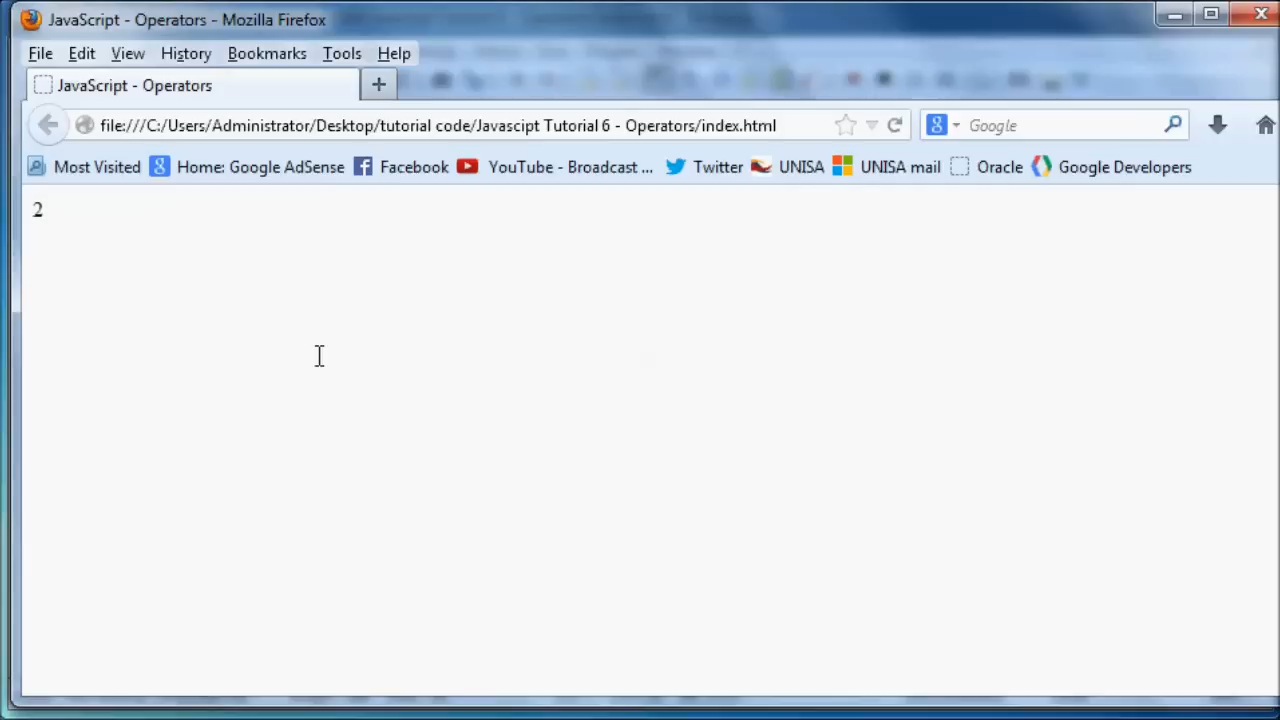 JavaScript - Operators - Mozilla Firefox
File Edit View History Bookmarks Tools Help
JavaScript - Operators +
file:///C:/Users/Administrator/Desktop/tutorial code/Javascipt Tutorial 6 - Operators/index.html Google
Most Visited Home: Google AdSense Facebook YouTube - Broadcast ... Twitter UNISA UNISA mail Oracle Google Developers
2